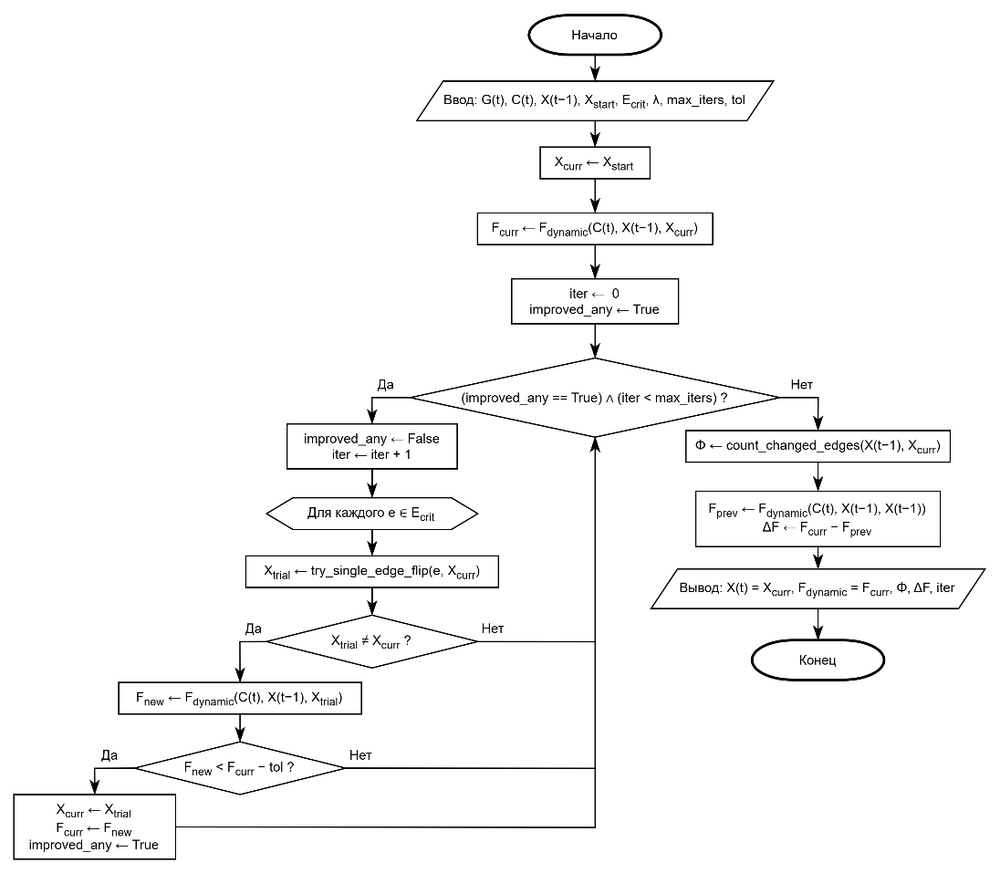 Начало
Ввод: G(t), C(t), X(t−1), Xstart, Ecrit, λ, max_iters, tol
Xcurr ← Xstart
Fcurr ← Fdynamic(C(t), X(t−1), Xcurr)
iter ← 0
improved_any ← True
(improved_any == True) ∧ (iter < max_iters) ?
Да
Нет
improved_any ← False
iter ← iter + 1
Для каждого e ∈ Ecrit
Xtrial ← try_single_edge_flip(e, Xcurr)
Xtrial ≠ Xcurr ?
Да
Нет
Fnew ← Fdynamic(C(t), X(t−1), Xtrial)
Fnew < Fcurr − tol ?
Да
Нет
Xcurr ← Xtrial
Fcurr ← Fnew
improved_any ← True
Φ ← count_changed_edges(X(t−1), Xcurr)
Fprev ← Fdynamic(C(t), X(t−1), X(t−1))
ΔF ← Fcurr − Fprev
Вывод: X(t) = Xcurr, Fdynamic = Fcurr, Φ, ΔF, iter
Конец